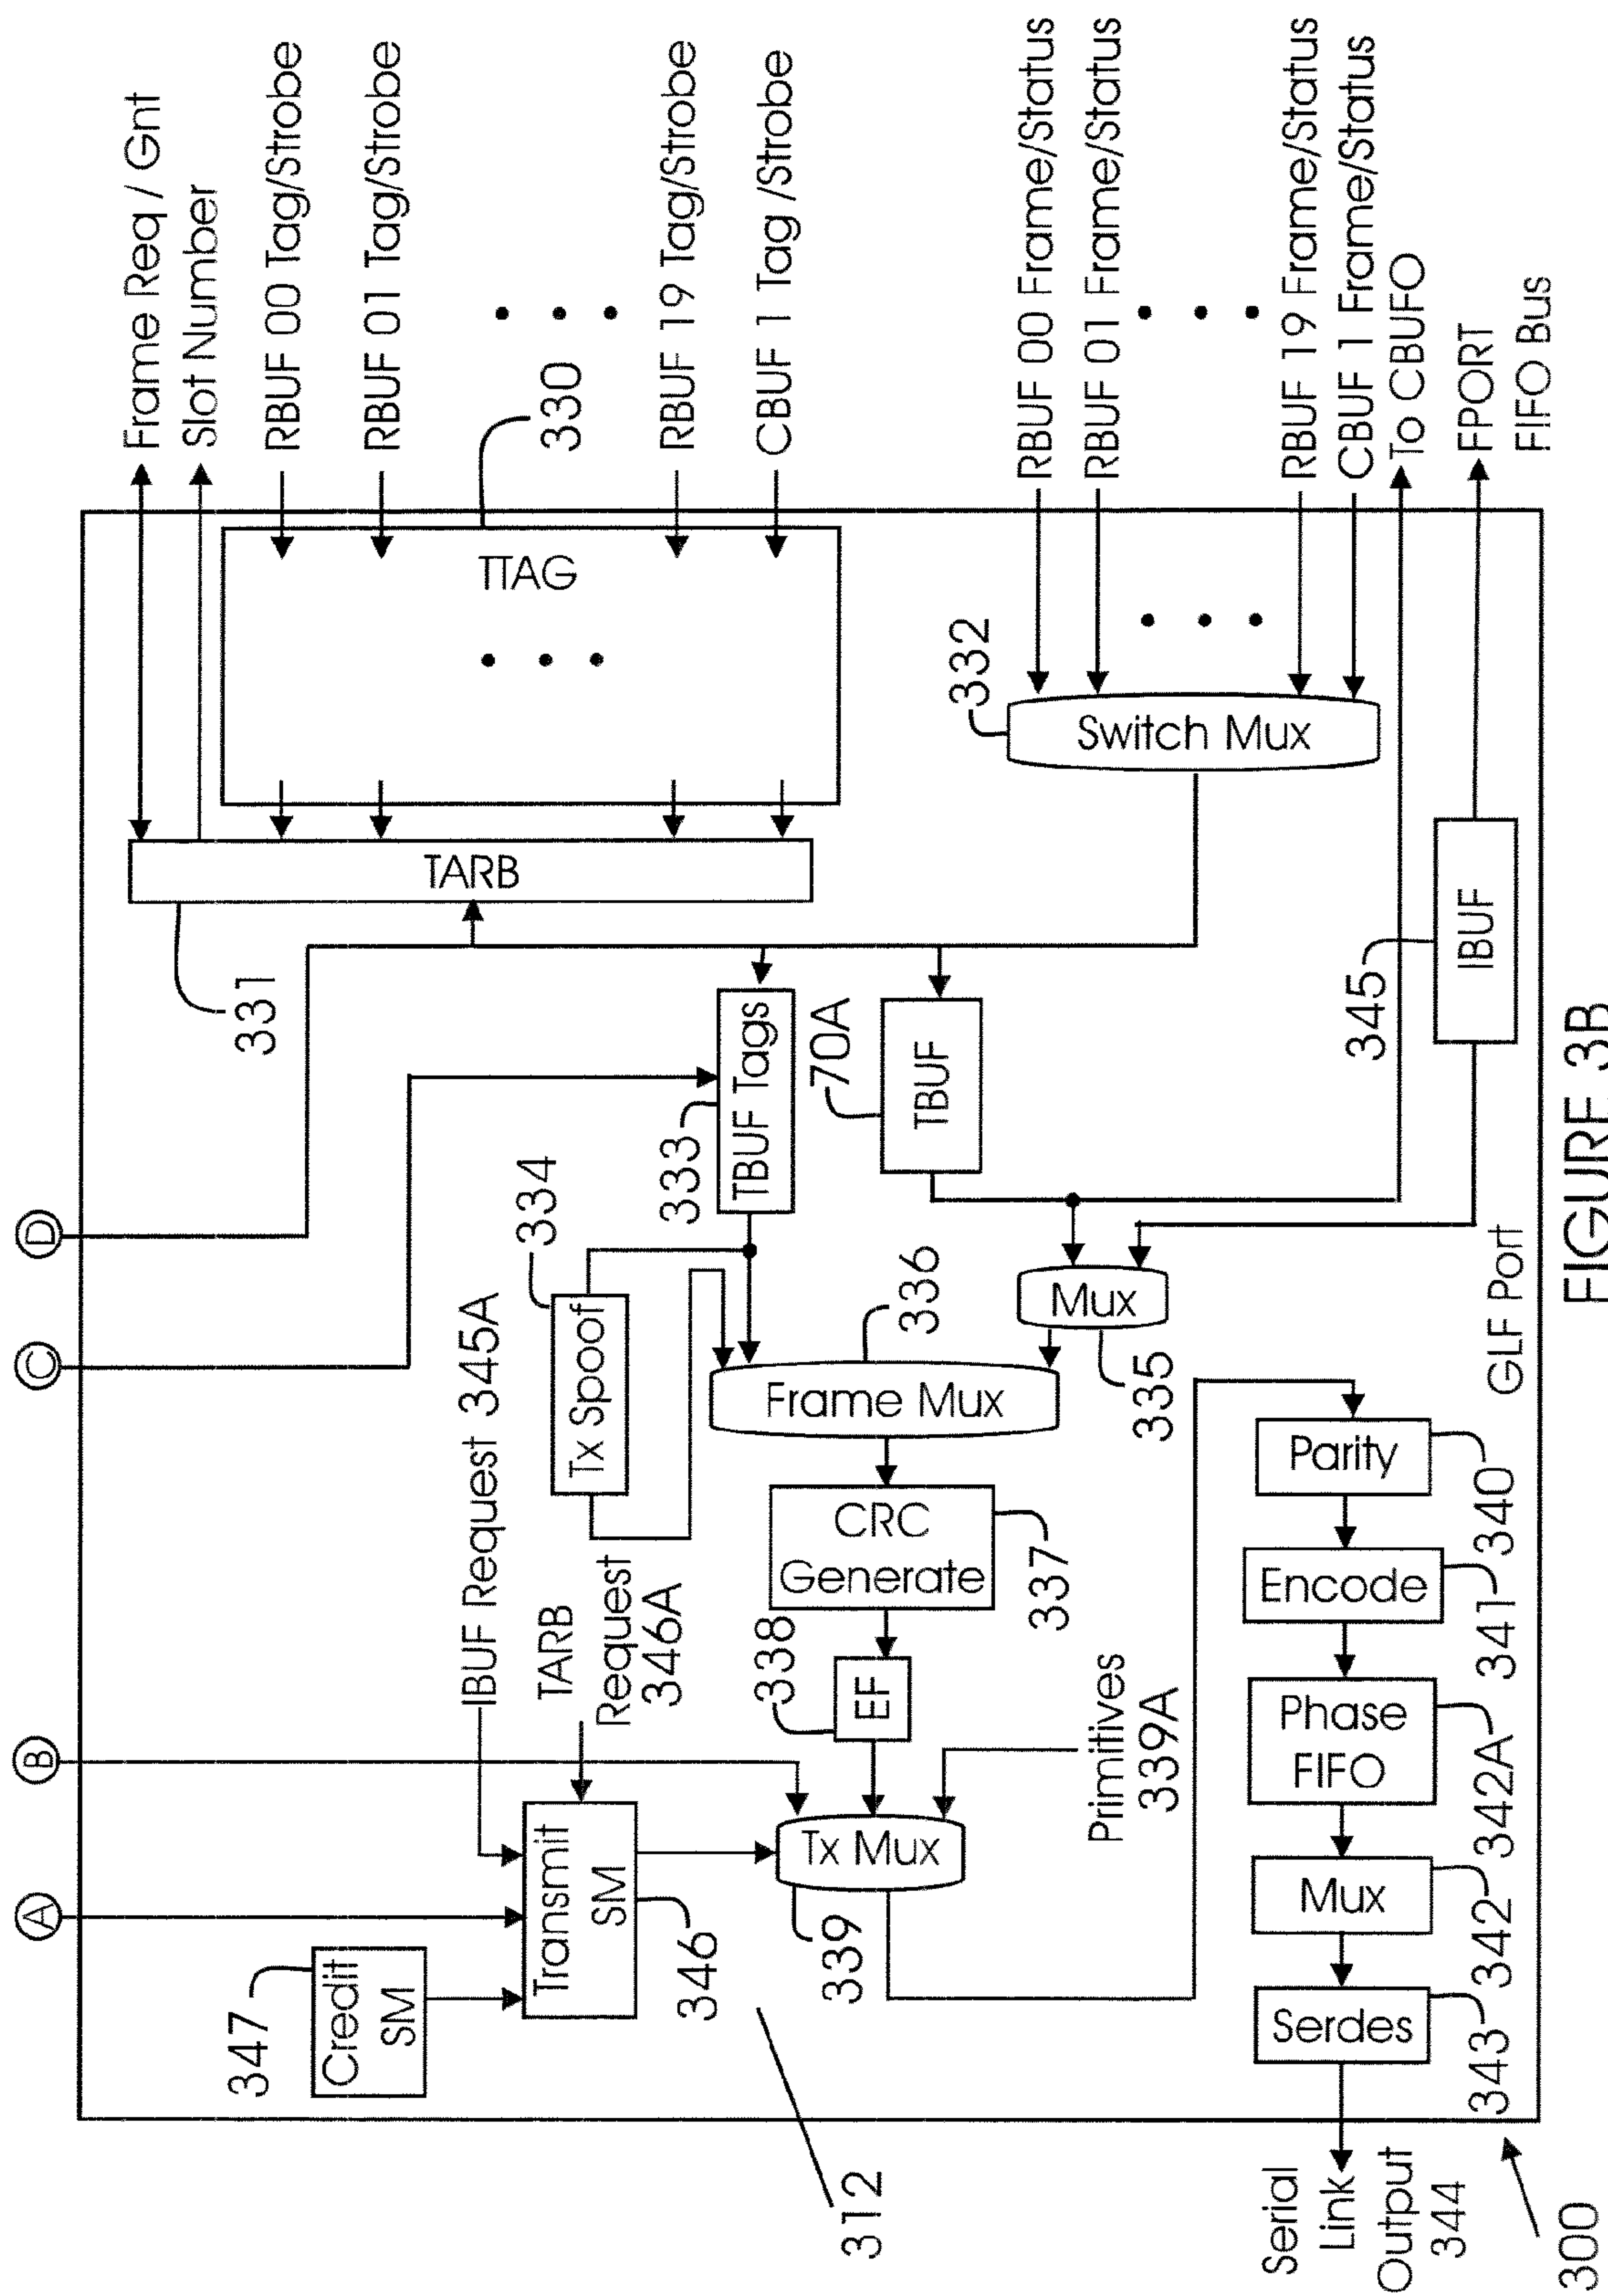 Frame Req / Gnt
Slot Number
RBUF 00 Tag/Strobe
RBUF 01 Tag/Strobe
330
RBUF 19 Tag/Strobe
CBUF 1 Tag /Strobe
RBUF 00 Frame/Status
RBUF 01 Frame/Status
RBUF 19 Frame/Status
CBUF 1 Frame/Status
To CBUFO
FPORT
FIFO Bus
TTAG
332
Switch Mux
TARB
331
345
IBUF
D
C
B
A
TBUF Tags
333
70A
TBUF
334
Tx Spoof
IBUF Request 345A
336
Frame Mux
Mux
335
GLF Port
TARB
Request
346A
CRC
Generate
337
338
EF
Primitives
339A
Parity
340
Encode
341
Phase
FIFO
342A
Mux
342
Serdes
343
347
Credit
SM
Transmit
SM
346
Tx Mux
339
312
Serial
Link
Output
344
300
FIGURE 3B